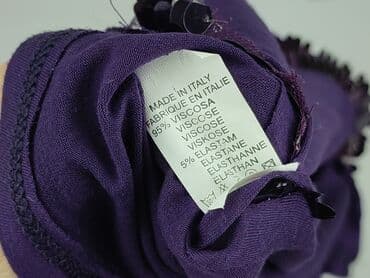 MADE IN ITALY
FABRIQUE EN ITALIE
95% VISCOSA
VISCOSE
VISCOSE
VISKOSE
5% ELASTAM
ELASTANE
ELASTHANNE
ELASTHAN